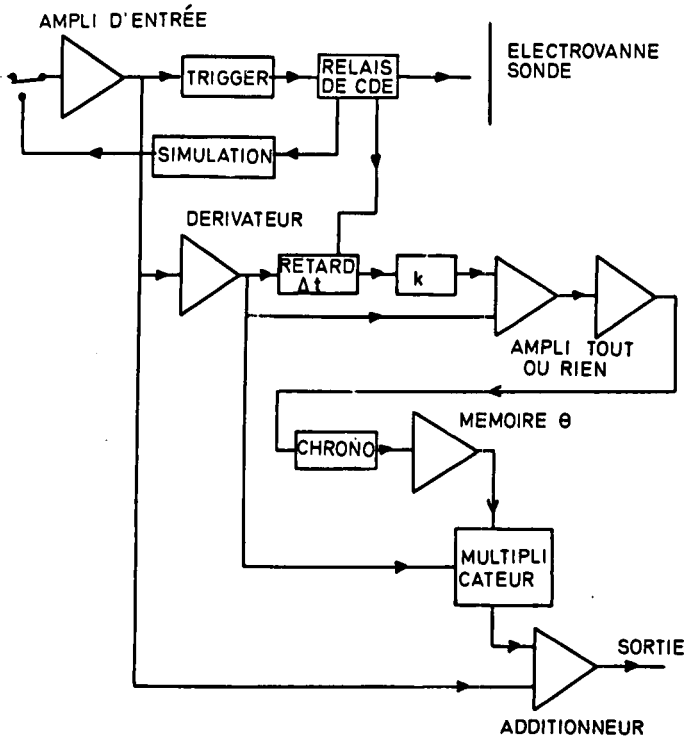 AMPLI D'ENTRÉE
TRIGGER
RELAIS
DE CDE
ELECTROVANNE
SONDE
SIMULATION
DERIVATEUR
RETARD
Δt
k
AMPLI TOUT
OU RIEN
CHRONO
MEMOIRE θ
MULTIPLI
CATEUR
SORTIE
ADDITIONNEUR